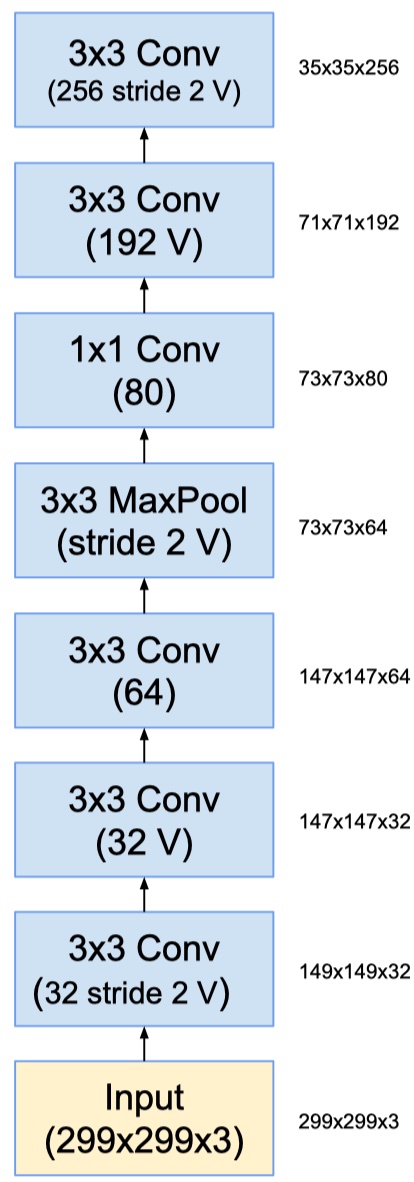 3x3 Conv
(256 stride 2 V)
35x35x256
3x3 Conv
(192 V)
71x71x192
1x1 Conv
(80)
73x73x80
3x3 MaxPool
(stride 2 V)
73x73x64
3x3 Conv
(64)
147x147x64
3x3 Conv
(32 V)
147x147x32
3x3 Conv
(32 stride 2 V)
149x149x32
Input
(299x299x3)
299x299x3